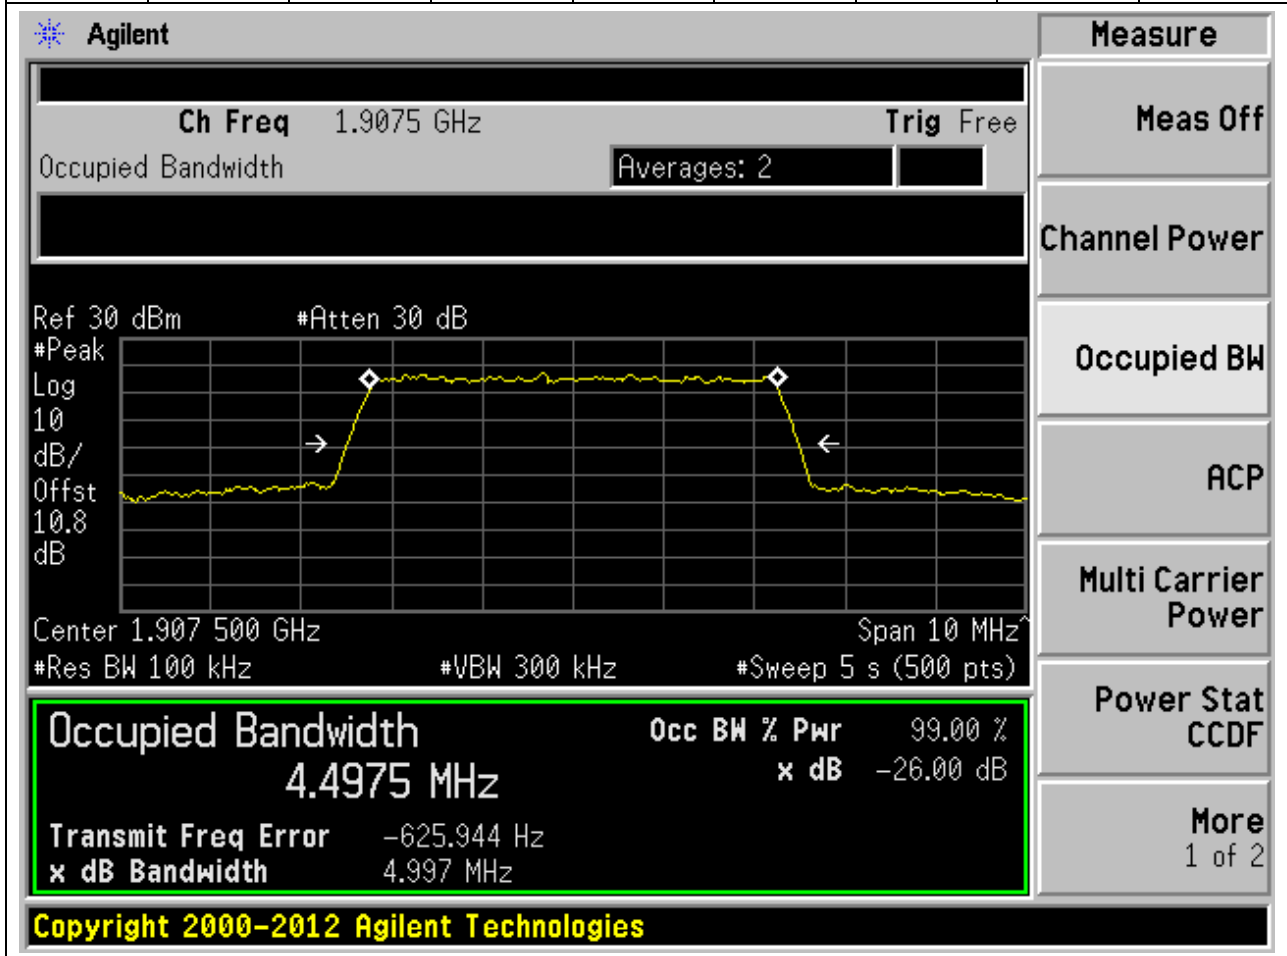 Agilent
Measure
Ch Freq 1.9075 GHz Trig Free
Occupied Bandwidth Averages: 2
Meas Off
Channel Power
Occupied BW
ACP
Multi Carrier
Power
Power Stat
CCDF
More
1 of 2
Ref 30 dBm #Atten 30 dB
#Peak
Log
10
dB/
Offst
10.8
dB
Center 1.907 500 GHz Span 10 MHz^
#Res BW 100 kHz #VBW 300 kHz #Sweep 5 s (500 pts)
Occupied Bandwidth Occ BW % Pwr 99.00 %
4.4975 MHz x dB -26.00 dB
Transmit Freq Error -625.944 Hz
x dB Bandwidth 4.997 MHz
Copyright 2000-2012 Agilent Technologies